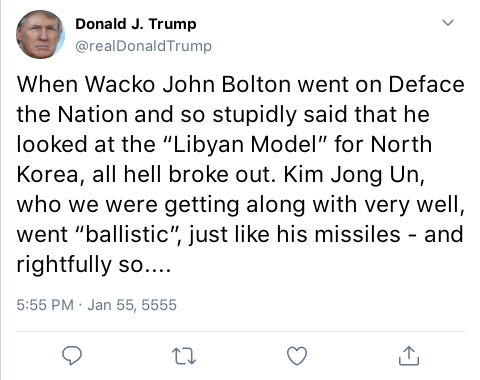 Donald J. Trump
@realDonaldTrump
When Wacko John Bolton went on Deface
the Nation and so stupidly said that he
looked at the “Libyan Model” for North
Korea, all hell broke out. Kim Jong Un,
who we were getting along with very well,
went “ballistic”, just like his missiles - and
rightfully so....
5:55 PM · Jan 55, 5555